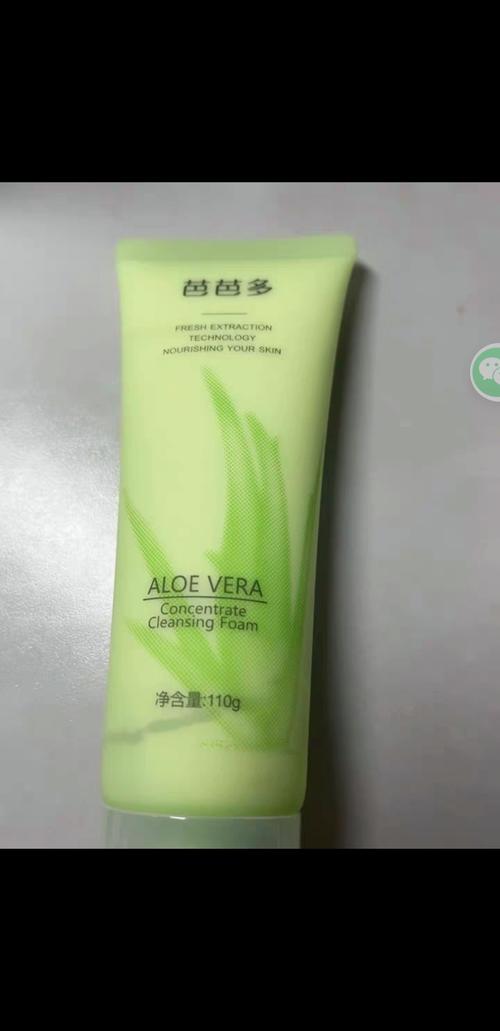 芭芭多
FRESH EXTRACTION
TECHNOLOGY
NOURISHING YOUR SKIN
ALOE VERA
Concentrate
Cleansing Foam
净含量:110g